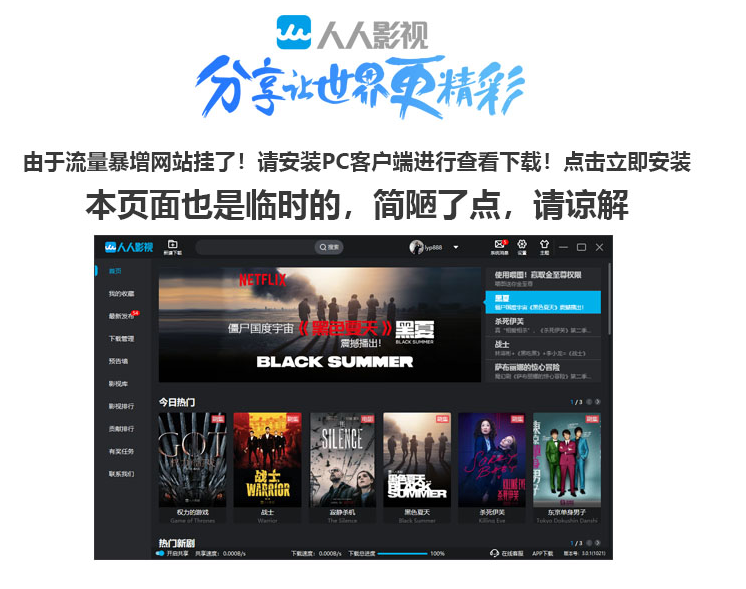 人人影视
分享让世界更精彩
由于流量暴增网站挂了！请安装PC客户端进行查看下载！点击立即安装
本页面也是临时的，简陋了点，请谅解
人人影视
新建下载
搜索
lyp888
系统消息
设置
主题
首页
我的收藏
最新发布
下载管理
预告墙
影视库
影视排行
贡献排行
有奖任务
联系我们
NETFLIX
僵尸国度宇宙《黑色夏天》
震撼播出！
黑夏
BLACK SUMMER
BLACK SUMMER
黑夏
僵尸国度宇宙《黑色夏天》震撼播出！
杀死伊芙
战士
萨布丽娜的惊心冒险
今日热门
1 / 3
GOT
战士
WARRIOR
SILENCE
黑色夏天
BLACK
SUMMER
KILLING EVE
权力的游戏
Game of Thrones
战士
Warrior
寂静杀机
The Silence
黑色夏天
Black Summer
杀死伊芙
Killing Eve
东京单身男子
Tokyo Dokushin Danshi
热门新剧
1 / 3
开启共享
共享速度：0.000B/s
下载速度：0.000B/s
下载总进度
100%
在线客服
APP下载
版本号：3.0.1(1021)